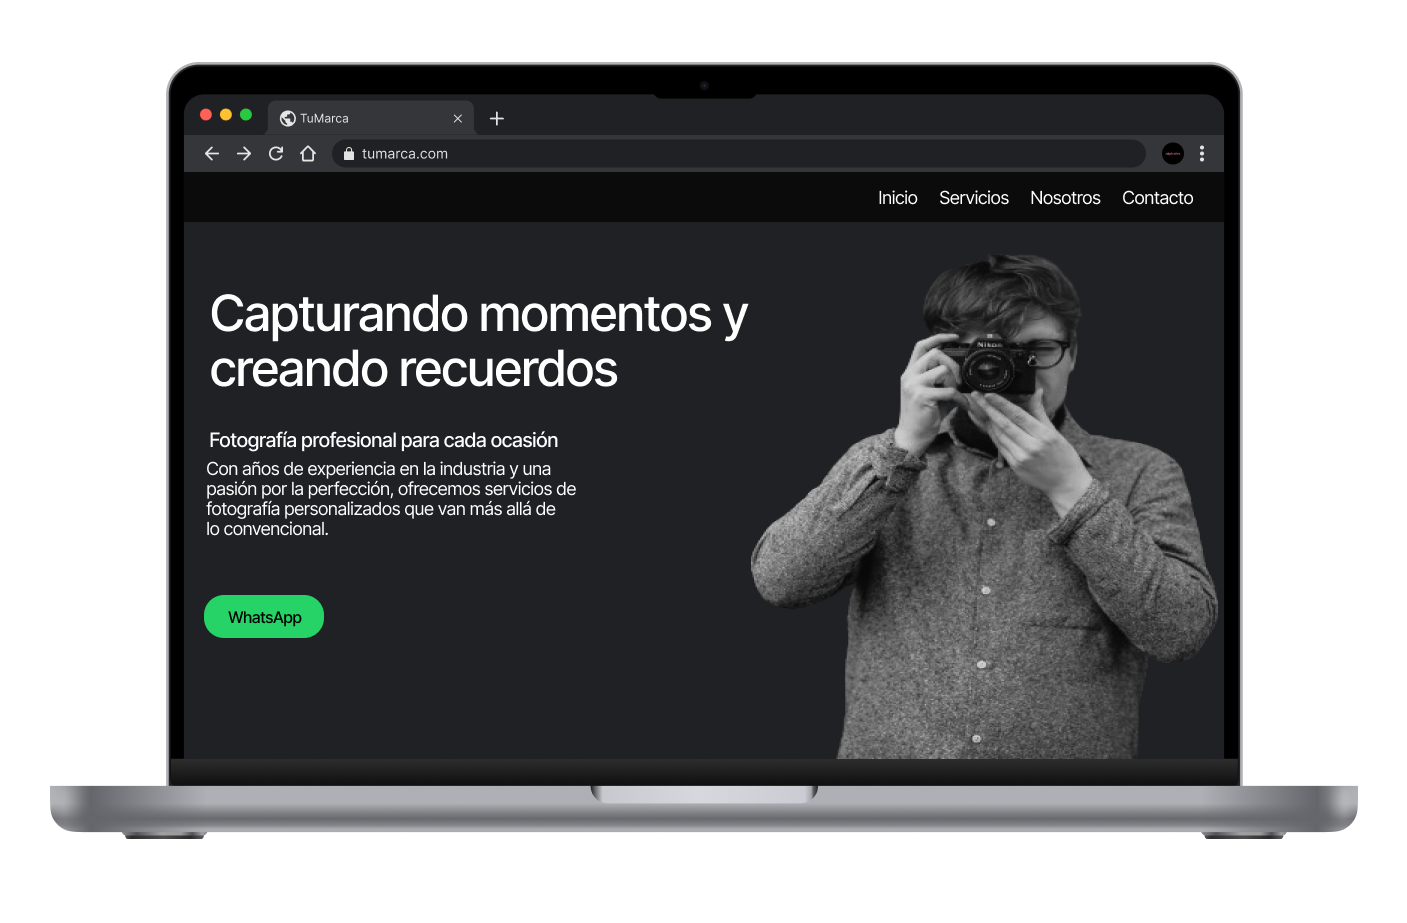 TuMarca
tumarca.com
Inicio Servicios Nosotros Contacto
Capturando momentos y
creando recuerdos
Fotografía profesional para cada ocasión
Con años de experiencia en la industria y una
pasión por la perfección, ofrecemos servicios de
fotografía personalizados que van más allá de
lo convencional.
WhatsApp
NIKON